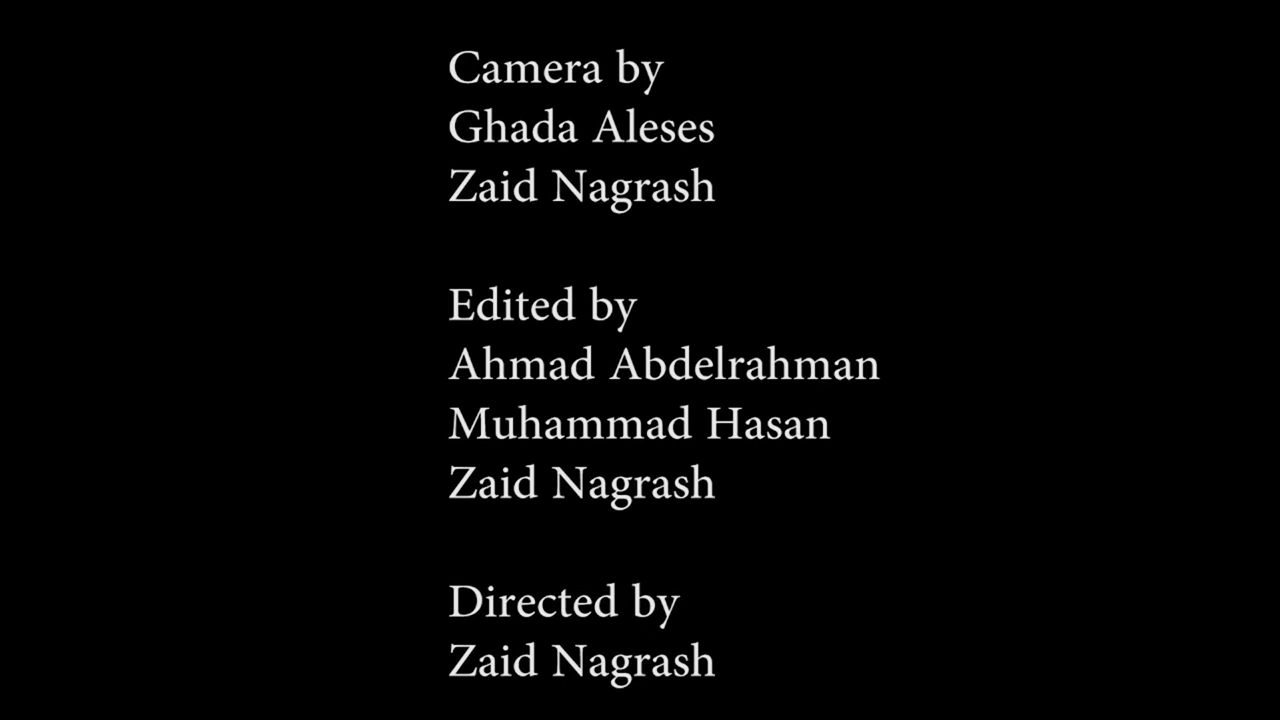 Camera by
Ghada Aleses
Zaid Nagrash
Edited by
Ahmad Abdelrahman
Muhammad Hasan
Zaid Nagrash
Directed by
Zaid Nagrash